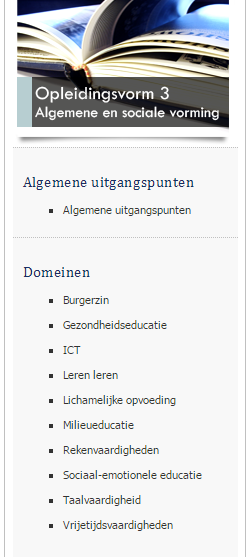 Opleidingsvorm 3
Algemene en sociale vorming
Algemene uitgangspunten
Algemene uitgangspunten
Domeinen
Burgerzin
Gezondheidseducatie
ICT
Leren leren
Lichamelijke opvoeding
Milieueducatie
Rekenvaardigheden
Sociaal-emotionele educatie
Taalvaardigheid
Vrijetijdsvaardigheden